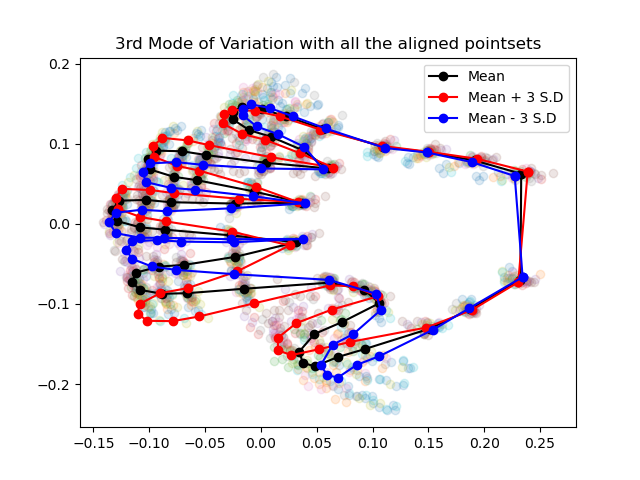 3rd Mode of Variation with all the aligned pointsets
Mean
Mean + 3 S.D
Mean - 3 S.D
0.2
0.1
0.0
−0.1
−0.2
−0.15 −0.10 −0.05 0.00 0.05 0.10 0.15 0.20 0.25